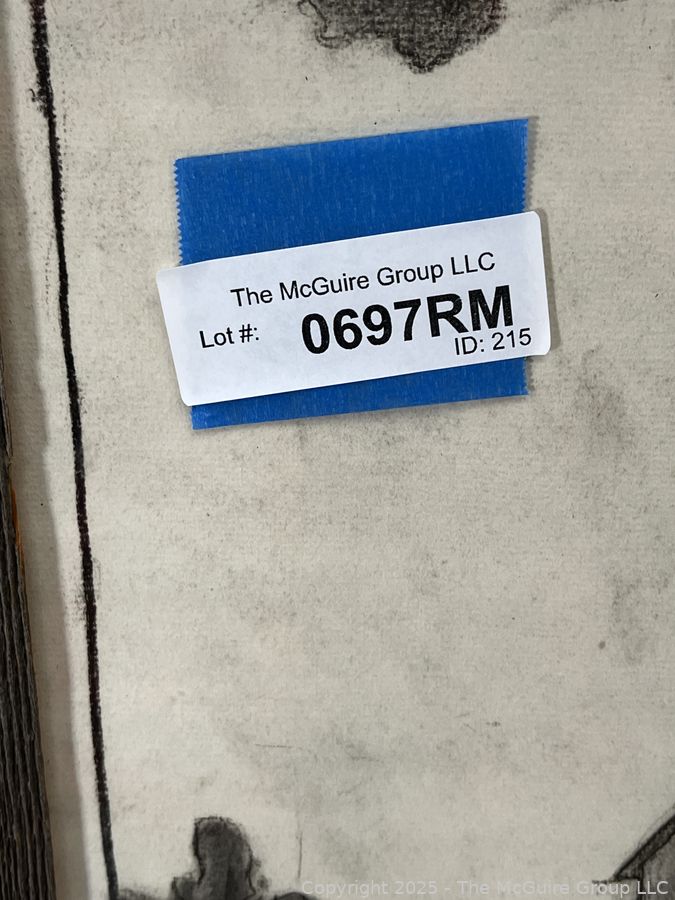 The McGuire Group LLC
Lot #: 0697RM
ID: 215
Copyright 2025 - The McGuire Group LLC